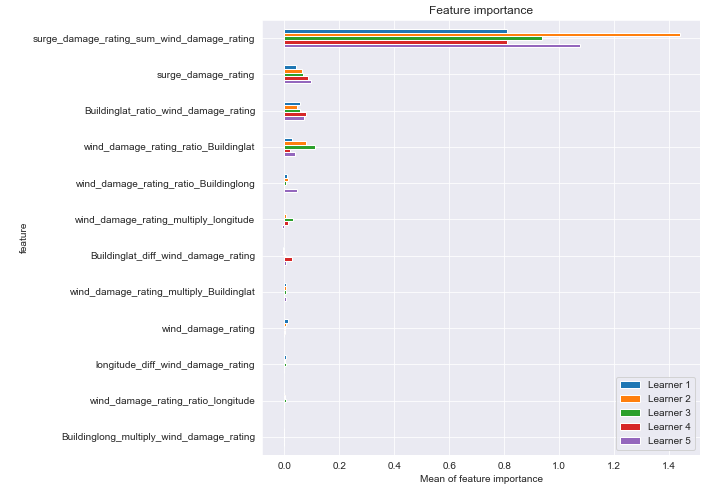 Feature importance
surge_damage_rating_sum_wind_damage_rating
surge_damage_rating
Buildinglat_ratio_wind_damage_rating
wind_damage_rating_ratio_Buildinglat
wind_damage_rating_ratio_Buildinglong
wind_damage_rating_multiply_longitude
Buildinglat_diff_wind_damage_rating
wind_damage_rating_multiply_Buildinglat
wind_damage_rating
longitude_diff_wind_damage_rating
wind_damage_rating_ratio_longitude
Buildinglong_multiply_wind_damage_rating
feature
Learner 1
Learner 2
Learner 3
Learner 4
Learner 5
0.0 0.2 0.4 0.6 0.8 1.0 1.2 1.4
Mean of feature importance